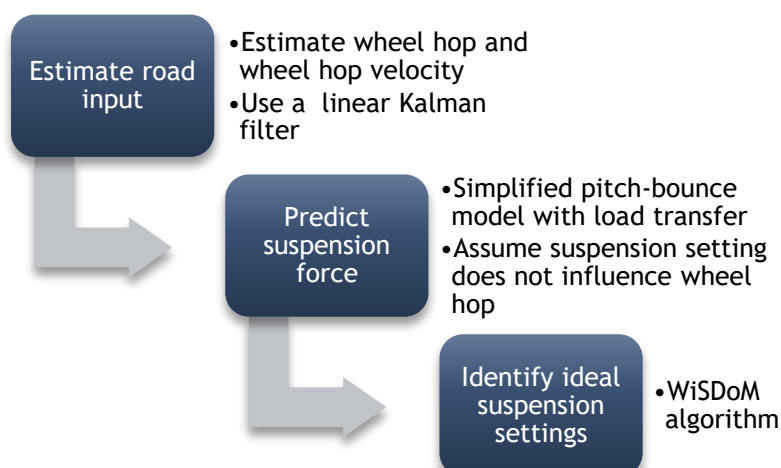 Estimate road
input
•Estimate wheel hop and
wheel hop velocity
•Use a linear Kalman
filter
Predict
suspension
force
•Simplified pitch-bounce
model with load transfer
•Assume suspension setting
does not influence wheel
hop
Identify ideal
suspension
settings
•WiSDoM
algorithm